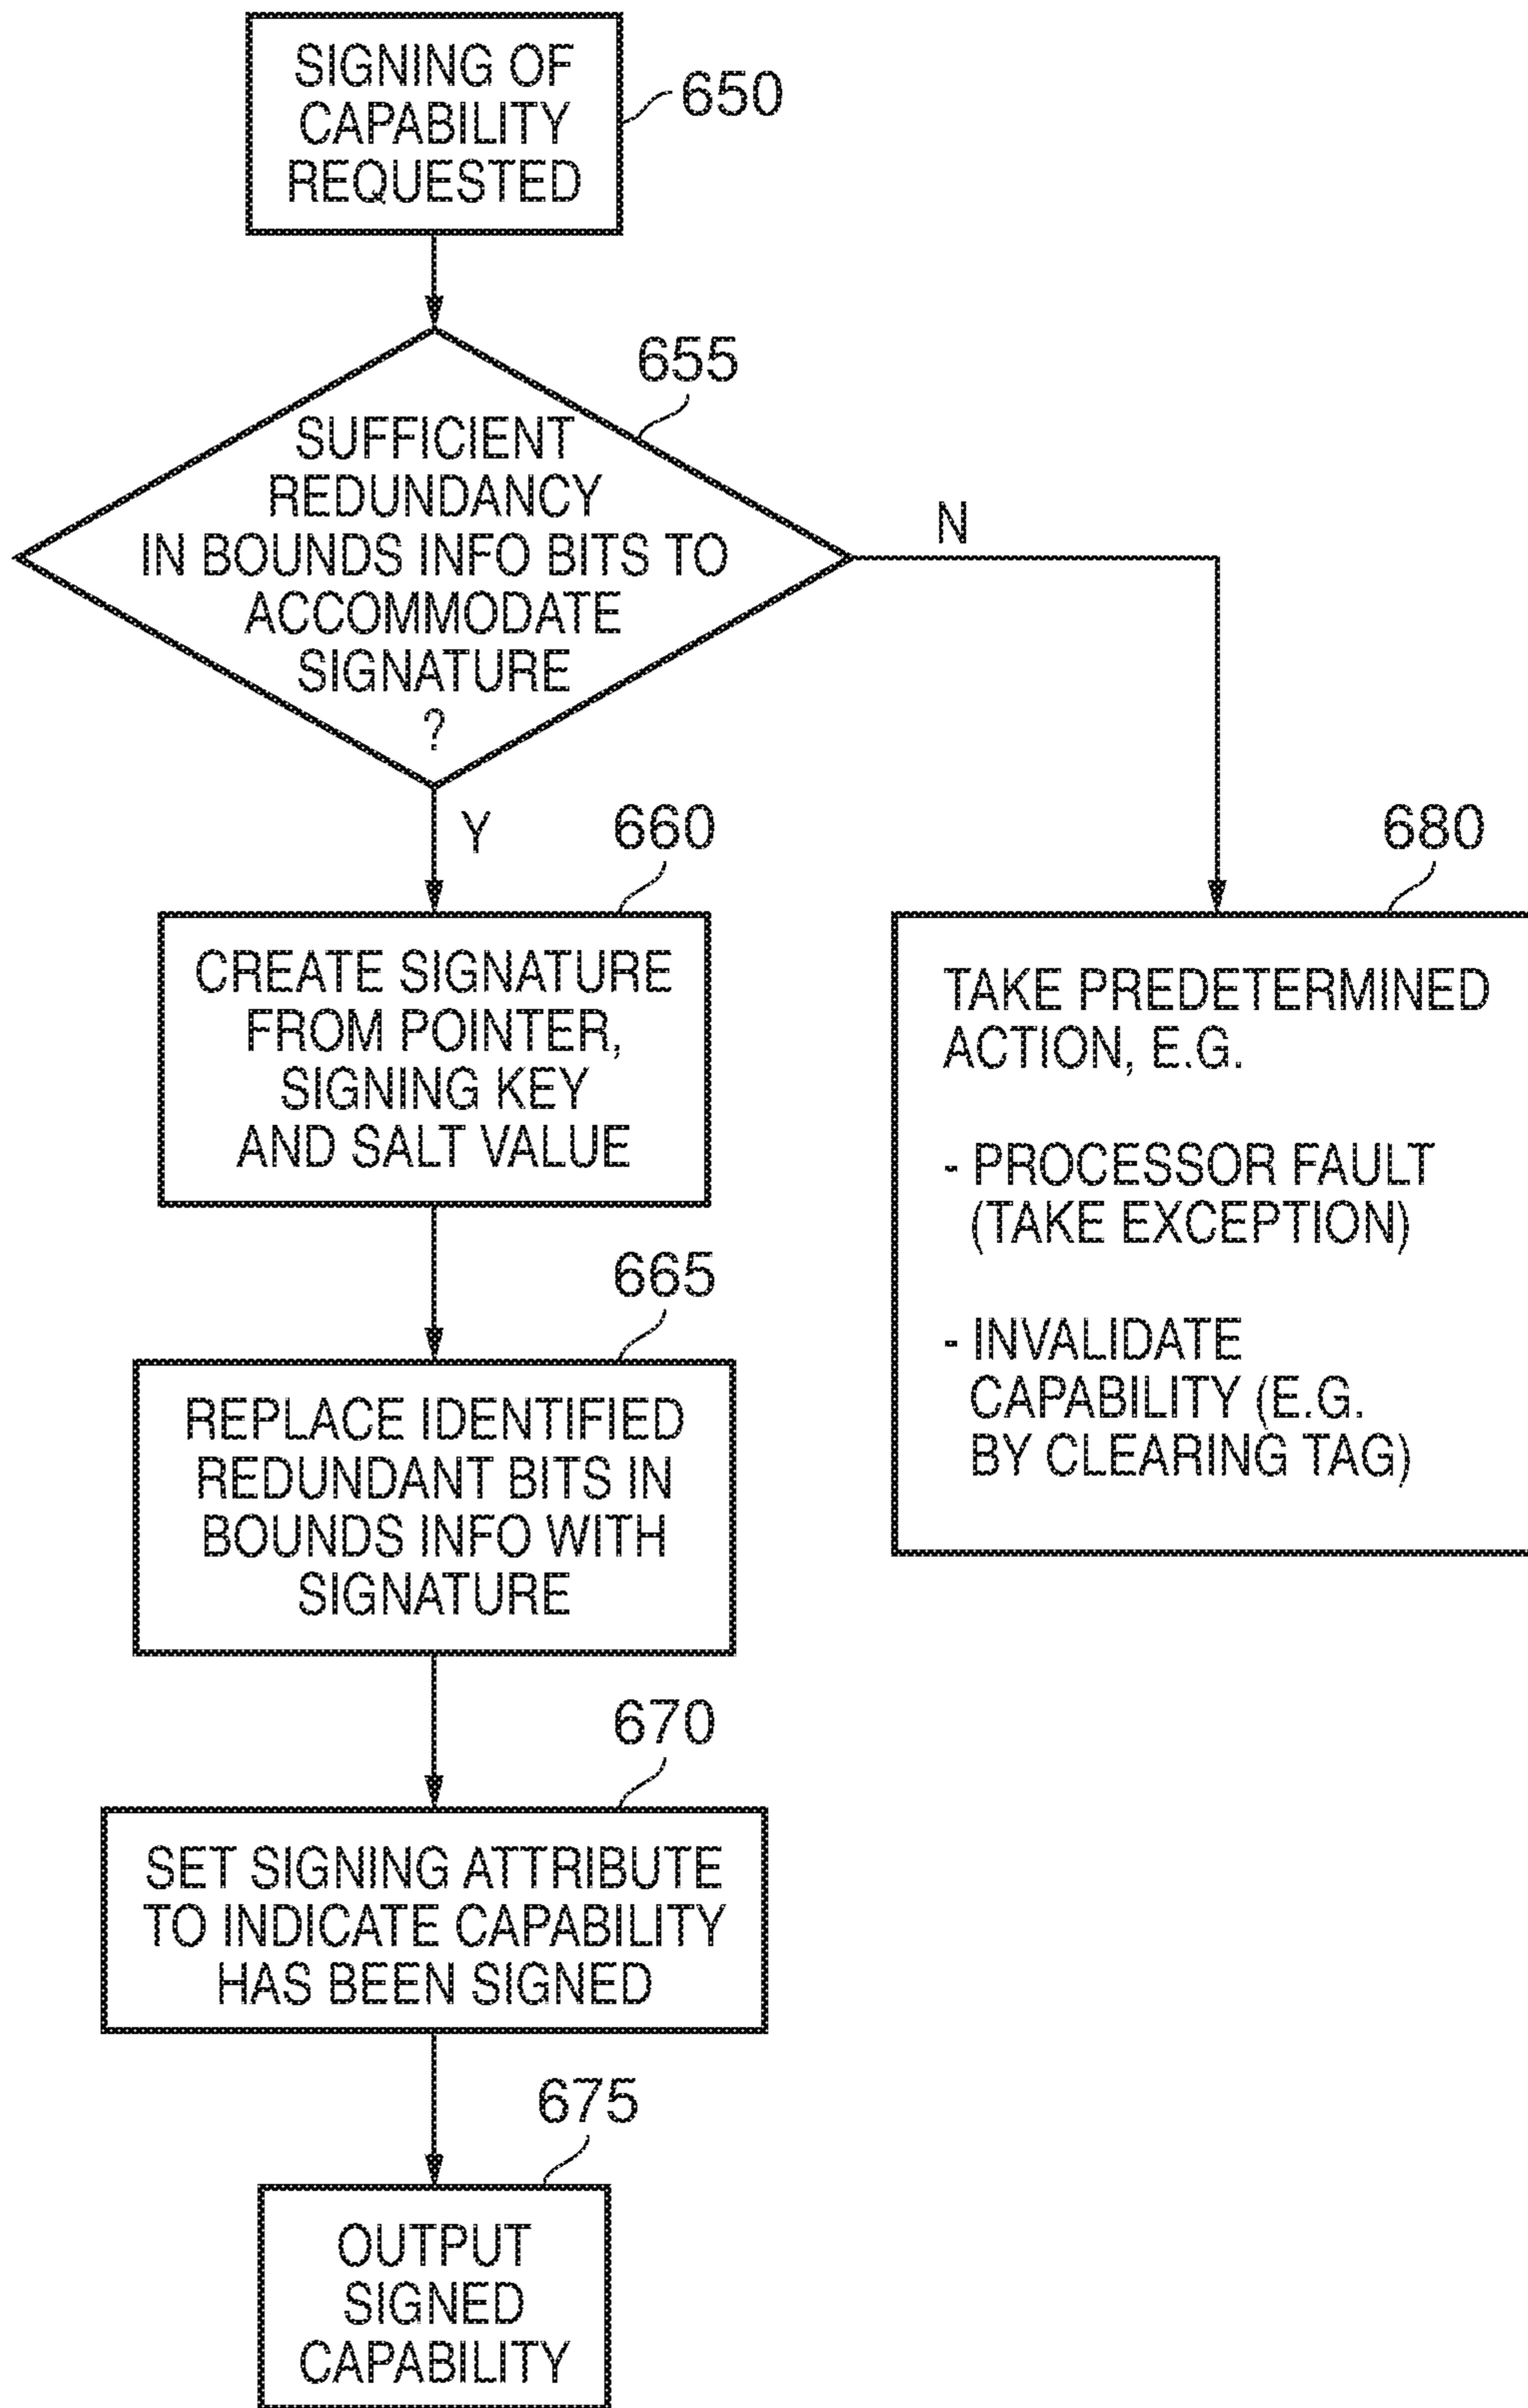 SIGNING OF
CAPABILITY
REQUESTED
650
655
SUFFICIENT
REDUNDANCY
IN BOUNDS INFO BITS TO
ACCOMMODATE
SIGNATURE
?
N
Y
660
CREATE SIGNATURE
FROM POINTER,
SIGNING KEY
AND SALT VALUE
680
TAKE PREDETERMINED
ACTION, E.G.
- PROCESSOR FAULT
(TAKE EXCEPTION)
- INVALIDATE
CAPABILITY (E.G.
BY CLEARING TAG)
665
REPLACE IDENTIFIED
REDUNDANT BITS IN
BOUNDS INFO WITH
SIGNATURE
670
SET SIGNING ATTRIBUTE
TO INDICATE CAPABILITY
HAS BEEN SIGNED
675
OUTPUT
SIGNED
CAPABILITY